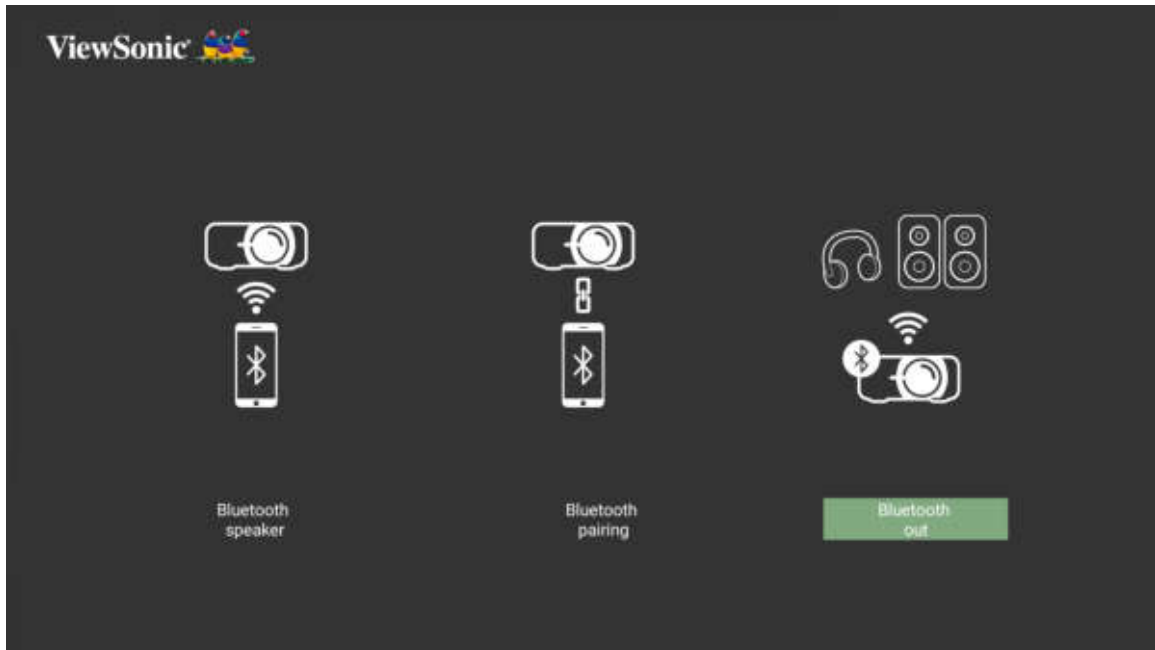 ViewSonic
Bluetooth
speaker
Bluetooth
pairing
Bluetooth
out